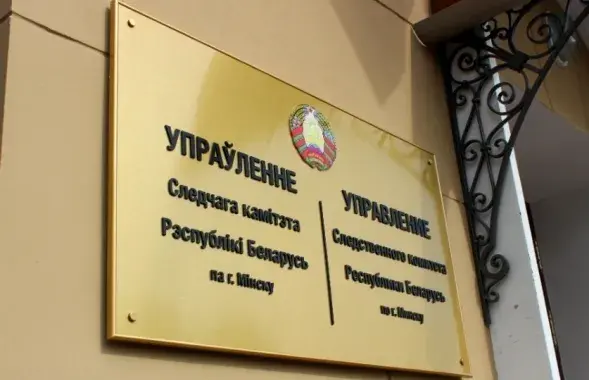 УПРАЎЛЕННЕ
Следчага камітэта
Рэспублікі Беларусь
па г. Мінску
УПРАВЛЕНИЕ
Следственного комитета
Республики Беларусь
по г. Минску